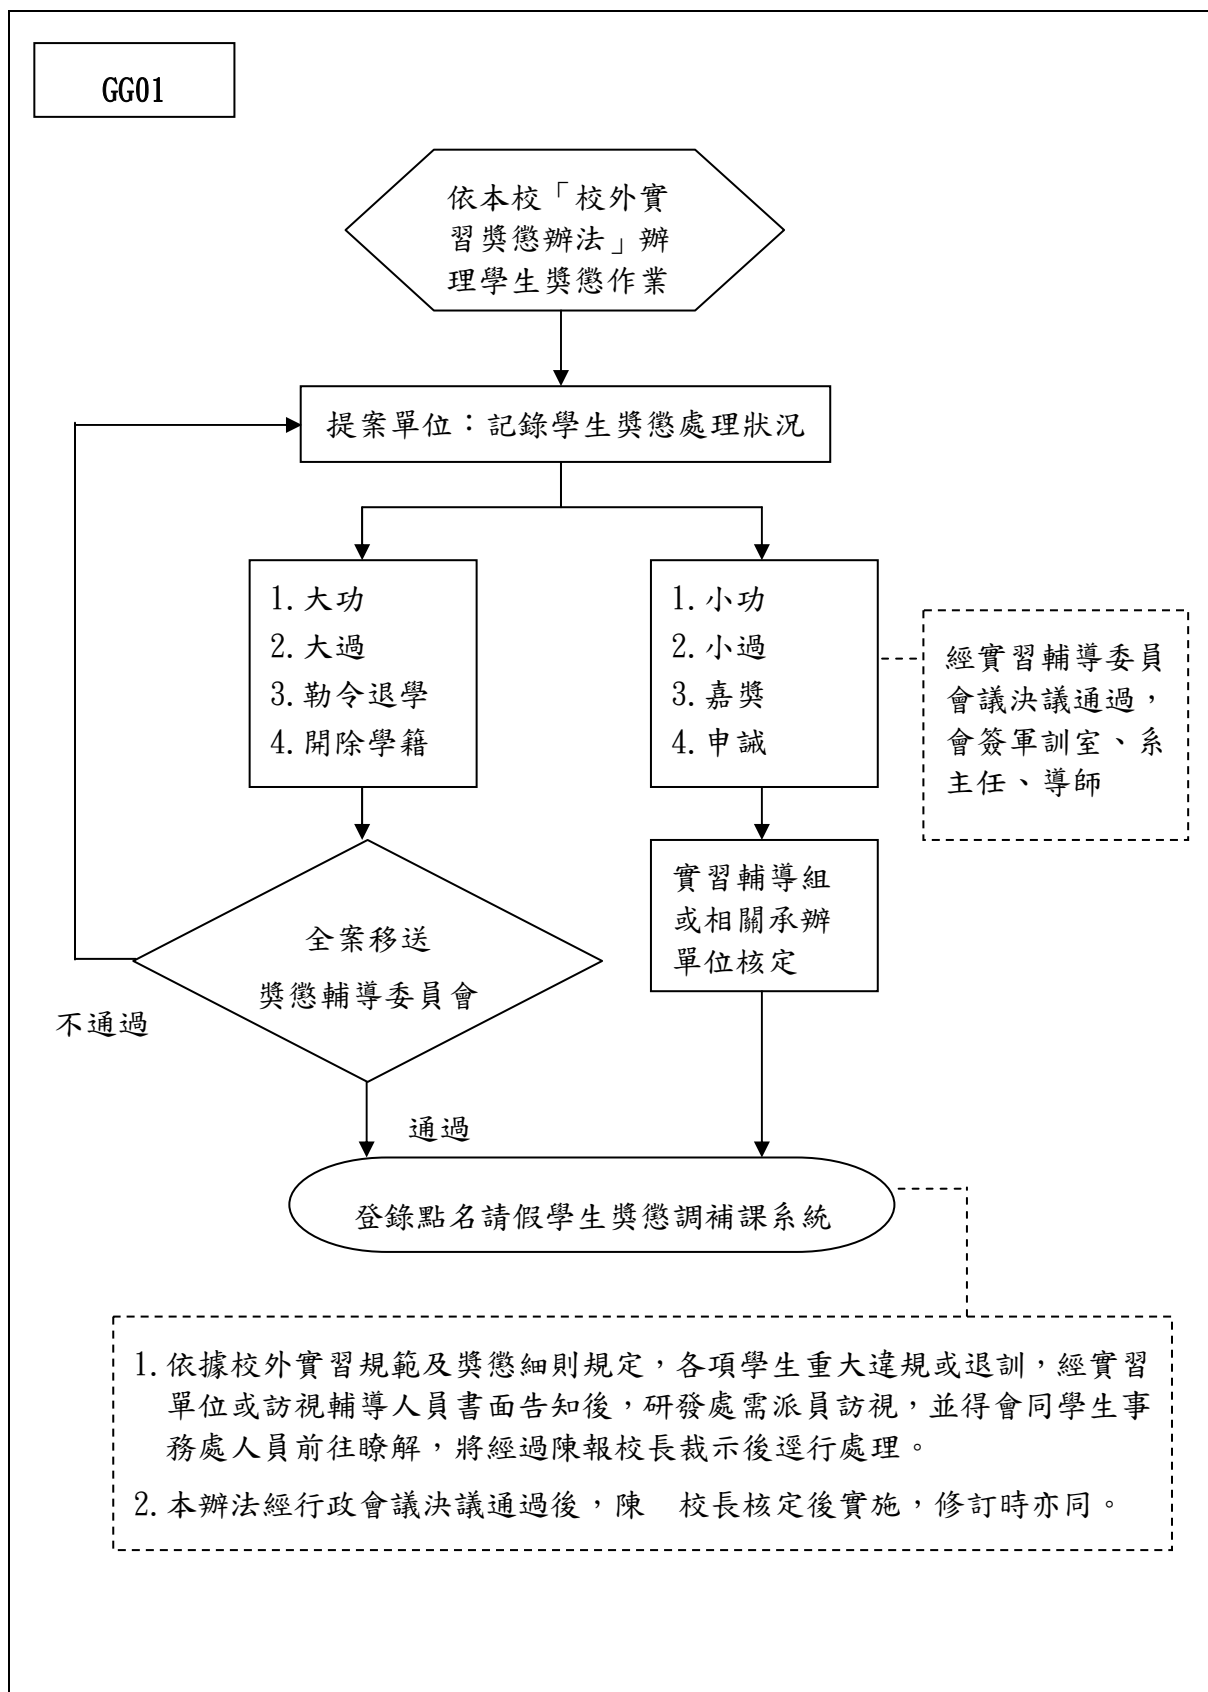 GG01
依本校「校外實
習獎懲辦法」辦
理學生獎懲作業
提案單位：記錄學生獎懲處理狀況
1.大功
2.大過
3.勒令退學
4.開除學籍
1.小功
2.小過
3.嘉獎
4.申誡
經實習輔導委員
會議決議通過，
會簽軍訓室、系
主任、導師
全案移送
獎懲輔導委員會
實習輔導組
或相關承辦
單位核定
不通過
通過
登錄點名請假學生獎懲調補課系統
1.依據校外實習規範及獎懲細則規定，各項學生重大違規或退訓，經實習
單位或訪視輔導人員書面告知後，研發處需派員訪視，並得會同學生事
務處人員前往瞭解，將經過陳報校長裁示後逕行處理。
2.本辦法經行政會議決議通過後，陳　校長核定後實施，修訂時亦同。